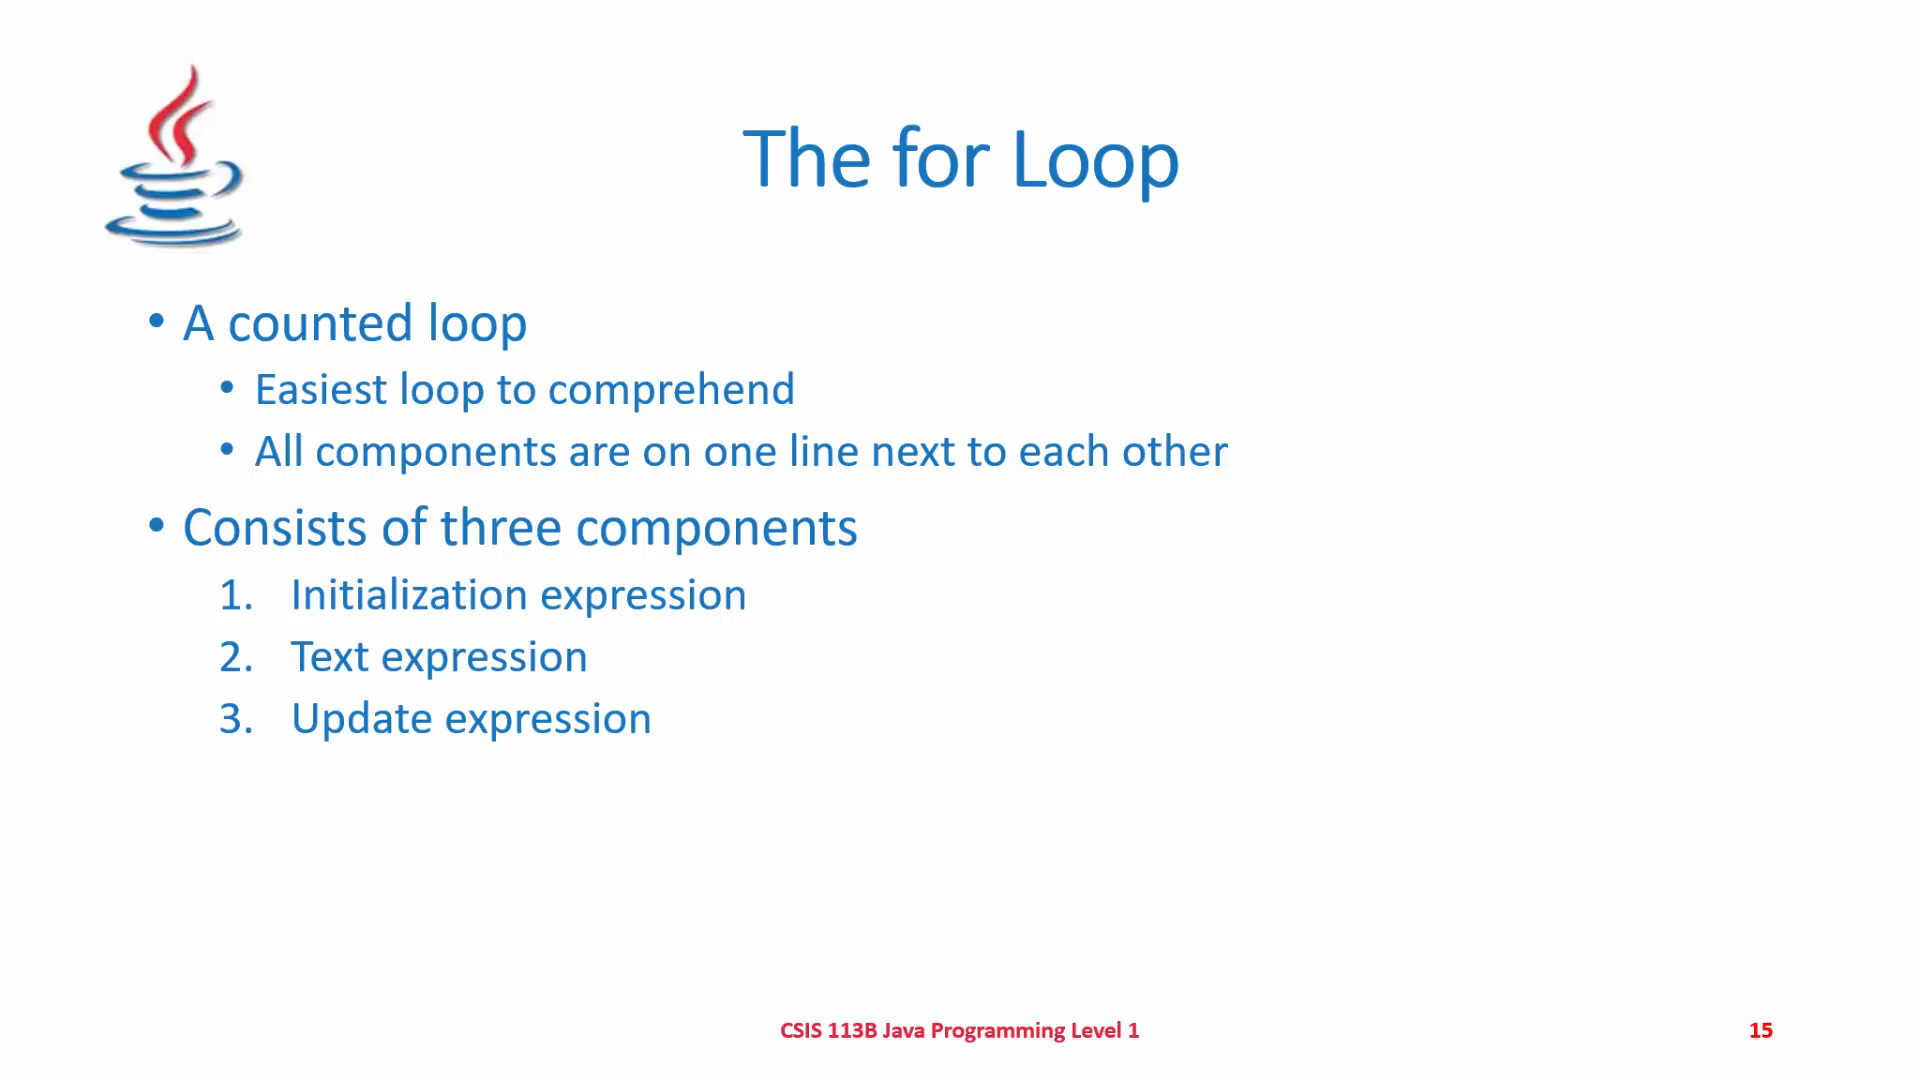 The for Loop
• A counted loop
• Easiest loop to comprehend
• All components are on one line next to each other
• Consists of three components
1. Initialization expression
2. Text expression
3. Update expression
CSIS 113B Java Programming Level 1
15